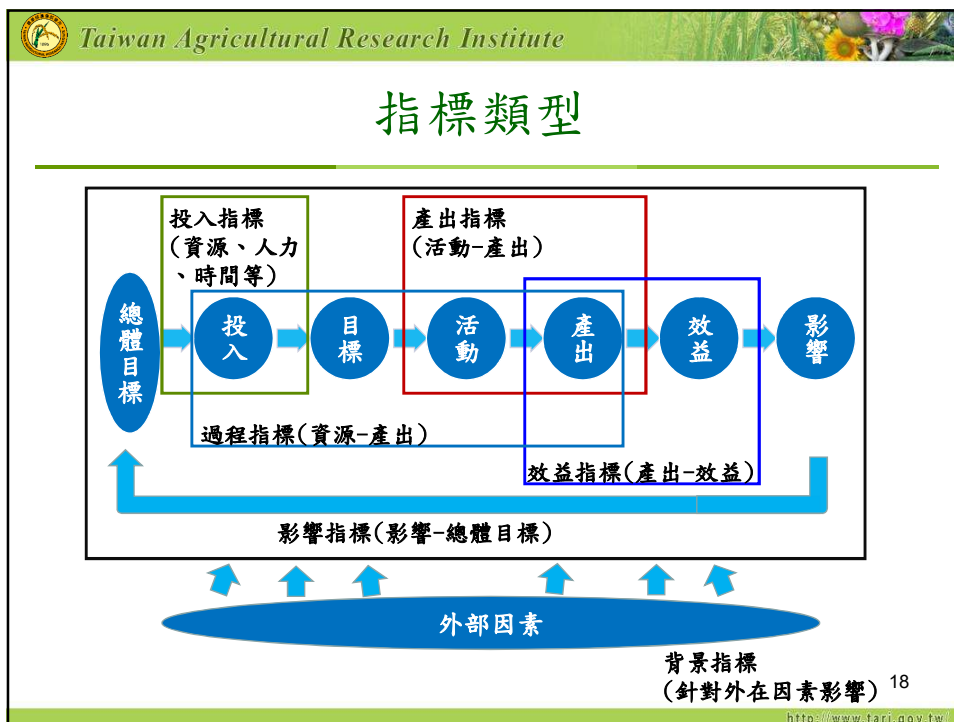 Taiwan Agricultural Research Institute
指標類型
投入指標
(資源、人力
、時間等)
產出指標
(活動-產出)
總體目標
投入
目標
活動
產出
效益
影響
過程指標(資源-產出)
效益指標(產出-效益)
影響指標(影響-總體目標)
外部因素
背景指標
(針對外在因素影響)
18
http://www.tari.gov.tw/